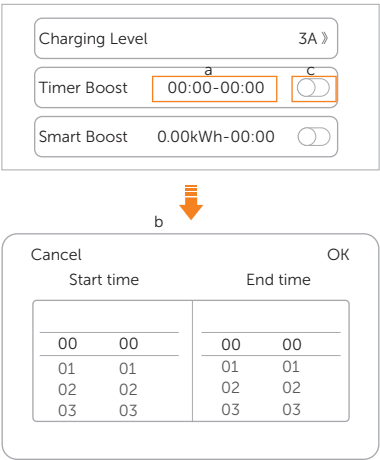 Charging Level 3A 》
a c
Timer Boost 00:00-00:00
Smart Boost 0.00kWh-00:00
b
Cancel OK
Start time End time
00 00 00 00
01 01 01 01
02 02 02 02
03 03 03 03